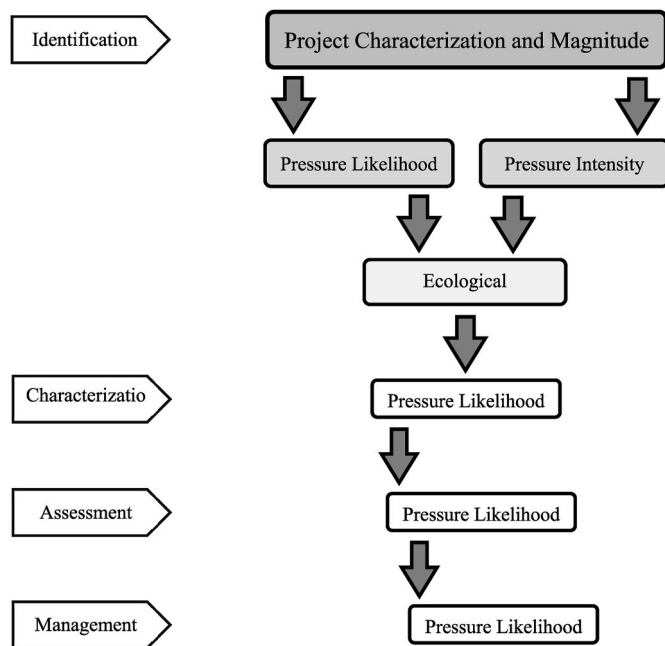 Identification
Project Characterization and Magnitude
Pressure Likelihood
Pressure Intensity
Ecological
Characterizatio
Pressure Likelihood
Assessment
Pressure Likelihood
Management
Pressure Likelihood